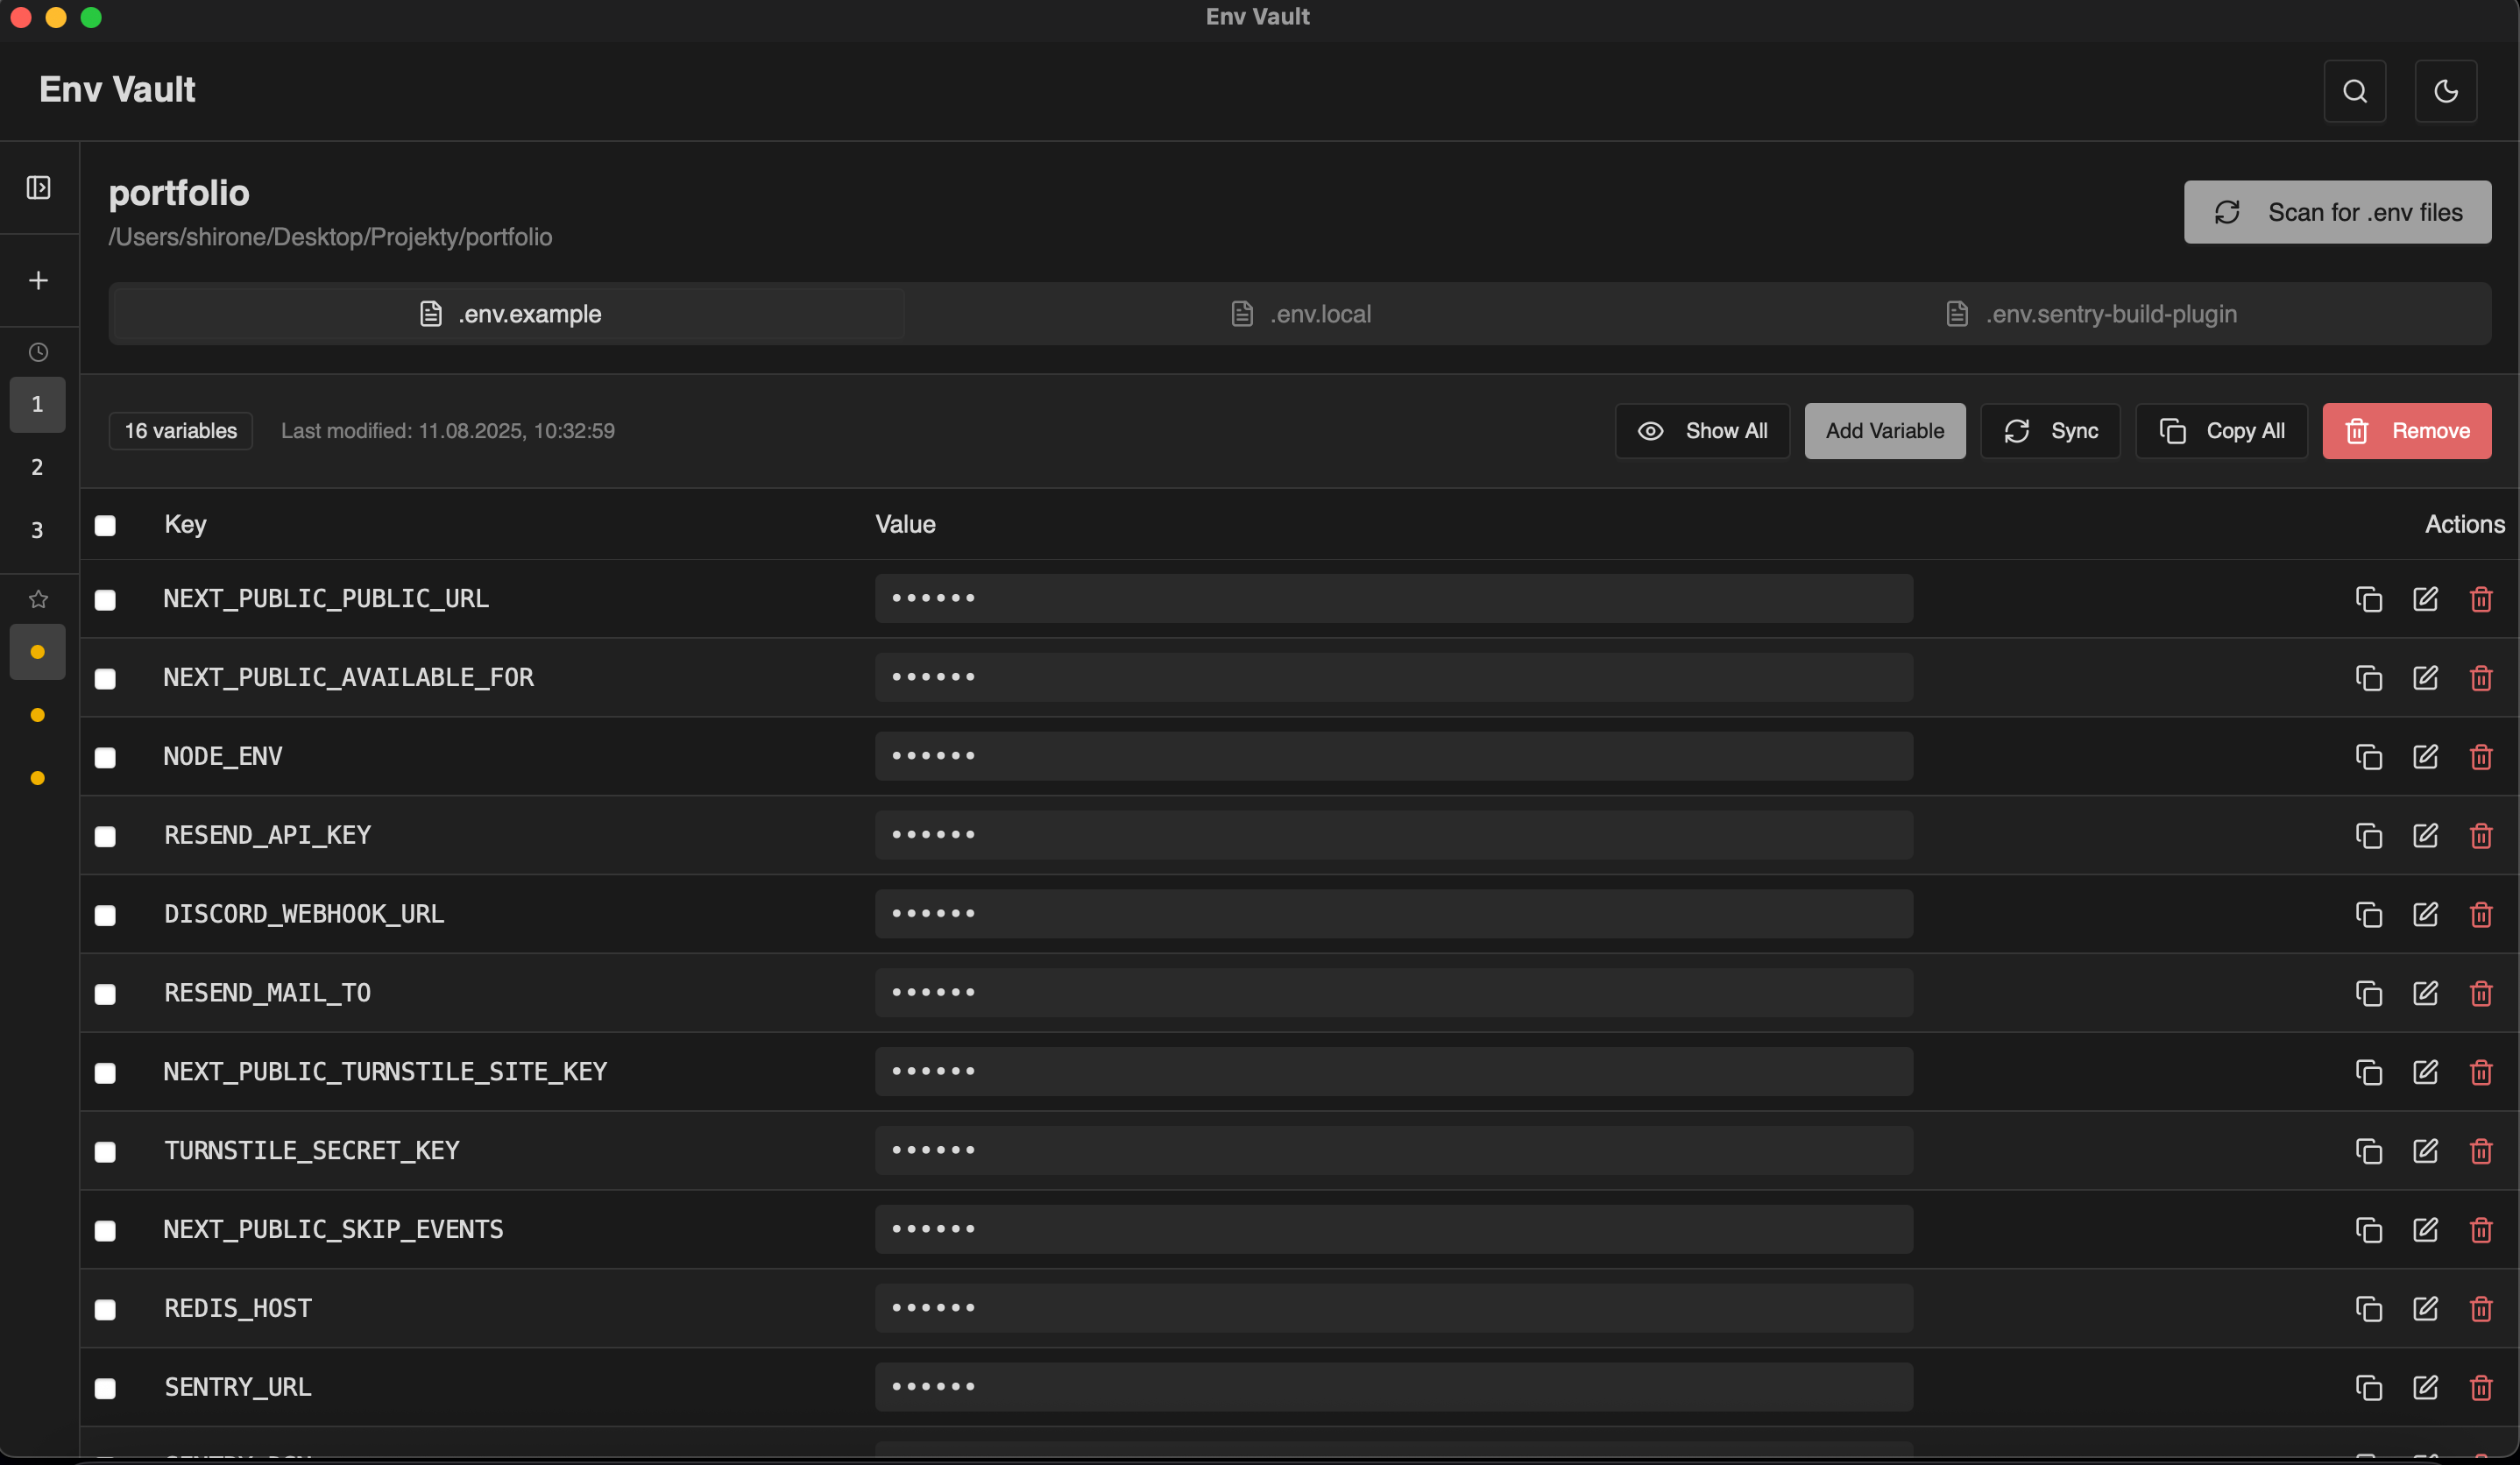 Env Vault
Env Vault
portfolio
/Users/shirone/Desktop/Projekty/portfolio
Scan for .env files
.env.example .env.local .env.sentry-build-plugin
16 variables Last modified: 11.08.2025, 10:32:59 Show All Add Variable Sync Copy All Remove
1
2
3
Key Value Actions
NEXT_PUBLIC_PUBLIC_URL ••••••
NEXT_PUBLIC_AVAILABLE_FOR ••••••
NODE_ENV ••••••
RESEND_API_KEY ••••••
DISCORD_WEBHOOK_URL ••••••
RESEND_MAIL_TO ••••••
NEXT_PUBLIC_TURNSTILE_SITE_KEY ••••••
TURNSTILE_SECRET_KEY ••••••
NEXT_PUBLIC_SKIP_EVENTS ••••••
REDIS_HOST ••••••
SENTRY_URL ••••••